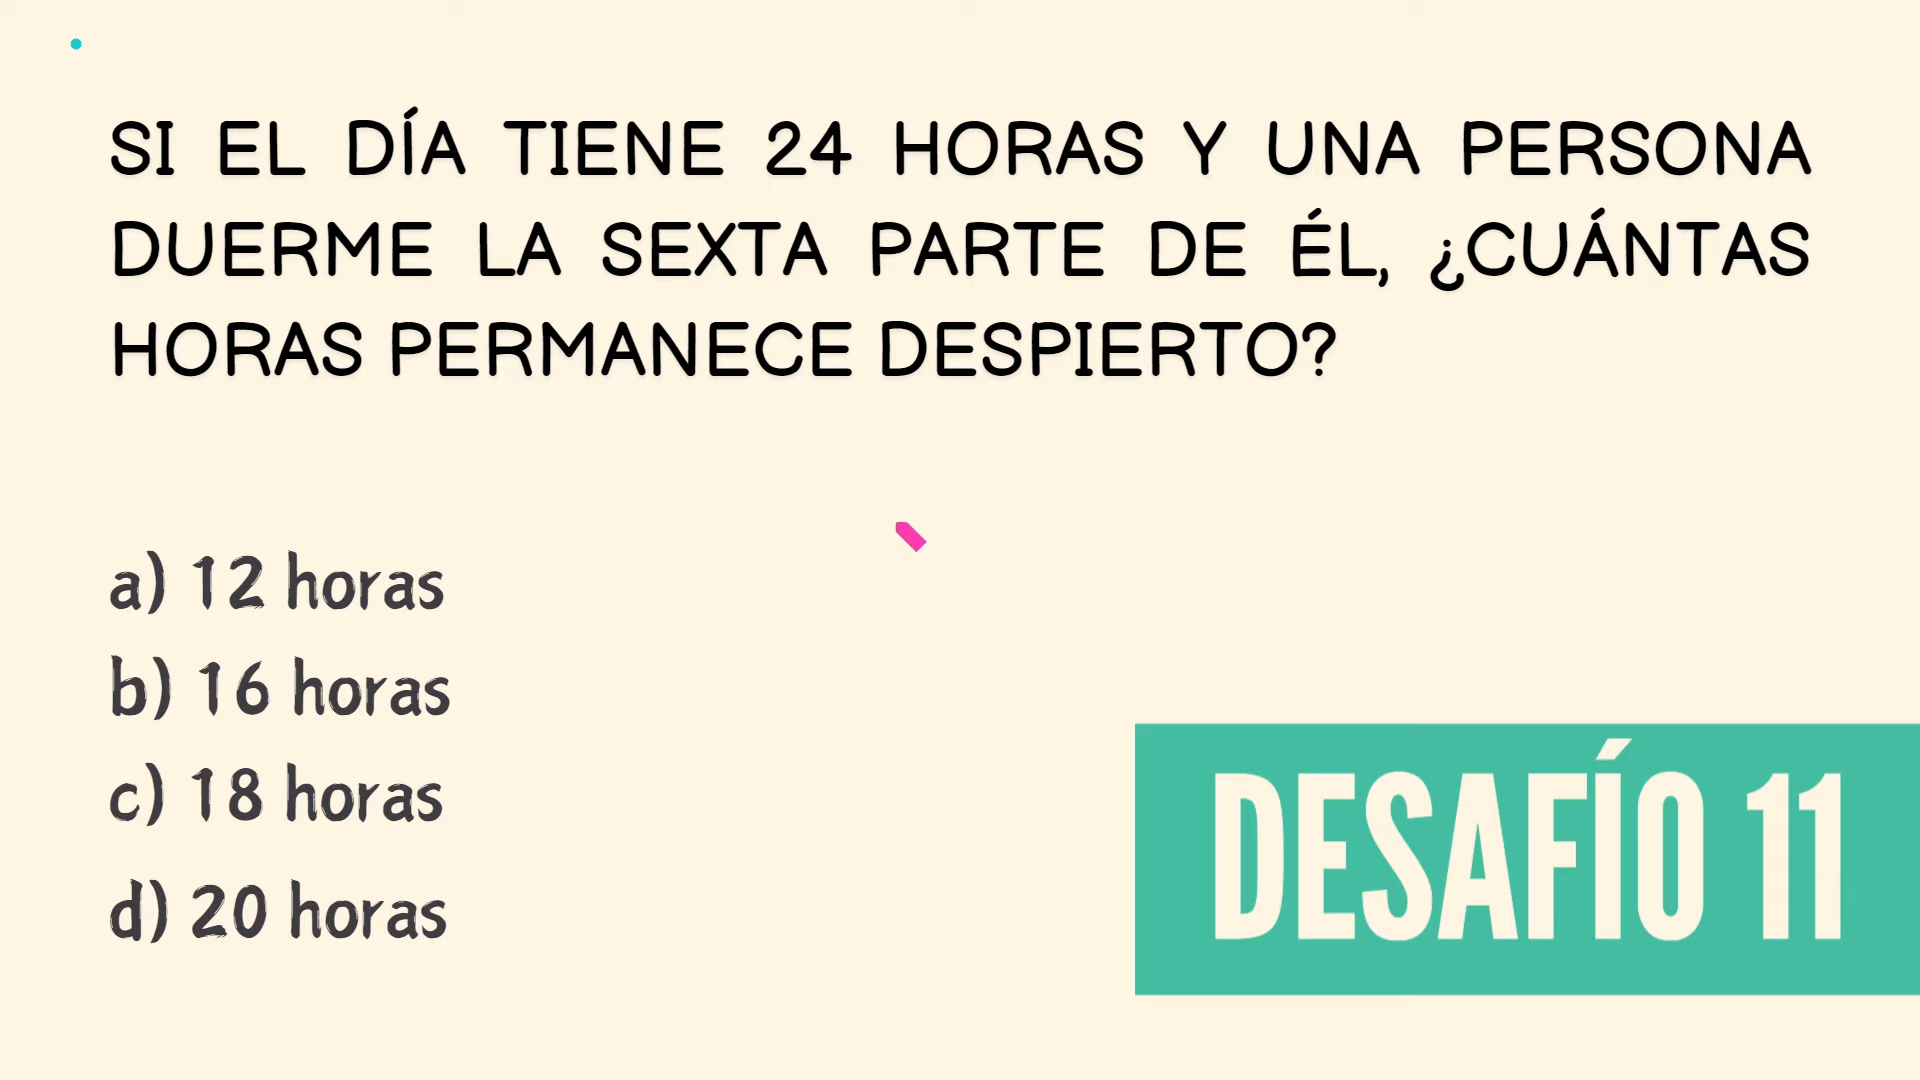 SI EL DÍA TIENE 24 HORAS Y UNA PERSONA
DUERME LA SEXTA PARTE DE ÉL, ¿CUÁNTAS
HORAS PERMANECE DESPIERTO?
a) 12 horas
b) 16 horas
c) 18 horas
d) 20 horas
DESAFÍO 11